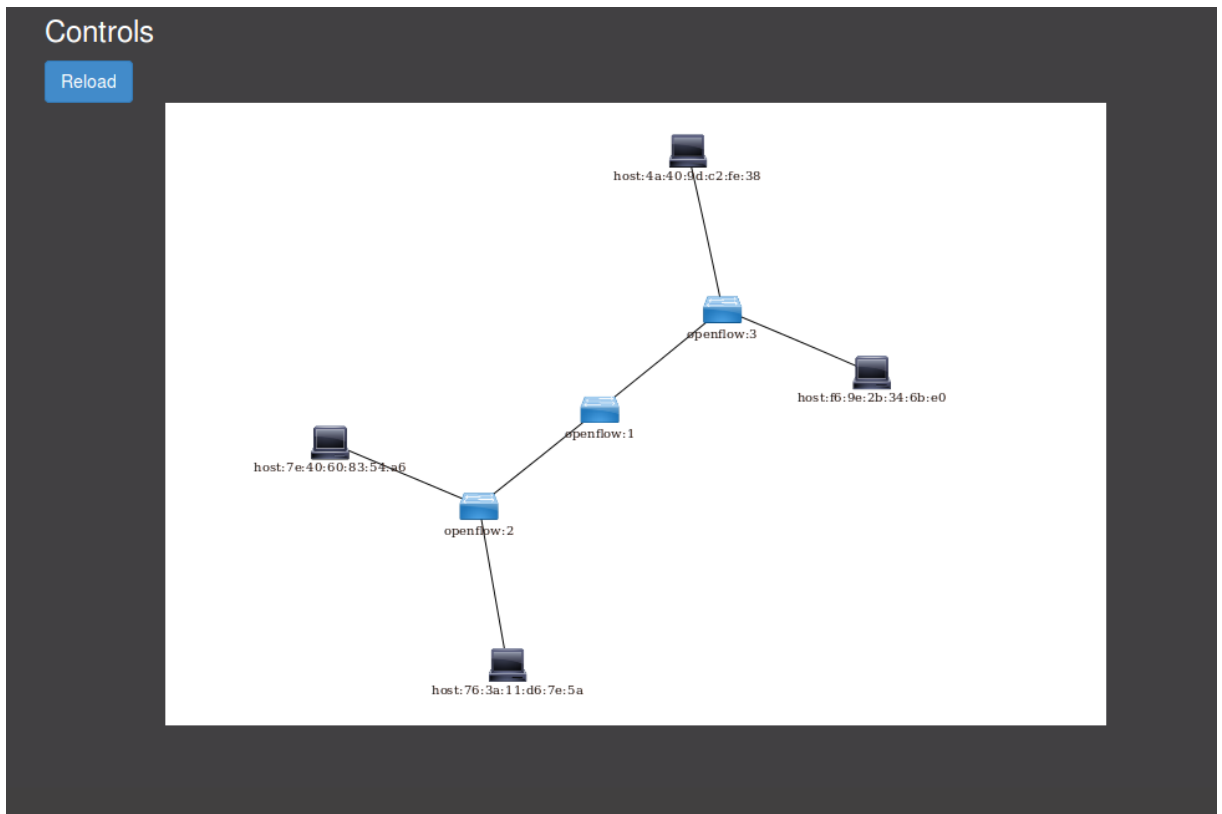 Controls
Reload
host:4a:40:9d:c2:fe:38
openflow:3
host:f6:9e:2b:34:6b:e0
openflow:1
host:7e:40:60:83:54:a6
openflow:2
host:76:3a:11:d6:7e:5a